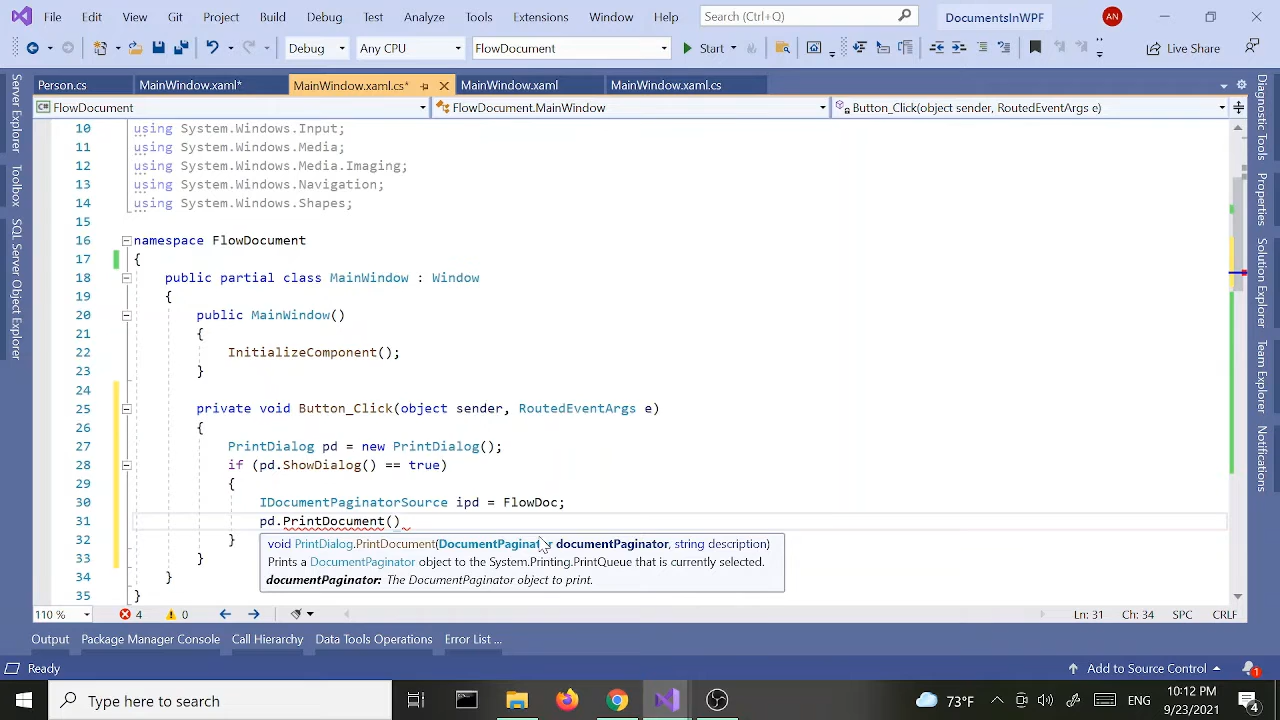 File Edit View Git Project Build Debug Test Analyze Tools Extensions Window Help Search (Ctrl+Q) DocumentsInWPF AN
Debug Any CPU FlowDocument Start Live Share
Person.cs MainWindow.xaml* MainWindow.xaml.cs* MainWindow.xaml MainWindow.xaml.cs
FlowDocument FlowDocument.MainWindow Button_Click(object sender, RoutedEventArgs e)
Server Explorer
Toolbox
SQL Server Object Explorer
10 using System.Windows.Input;
11 using System.Windows.Media;
12 using System.Windows.Media.Imaging;
13 using System.Windows.Navigation;
14 using System.Windows.Shapes;
15
16 namespace FlowDocument
17 {
18 public partial class MainWindow : Window
19 {
20 public MainWindow()
21 {
22 InitializeComponent();
23 }
24
25 private void Button_Click(object sender, RoutedEventArgs e)
26 {
27 PrintDialog pd = new PrintDialog();
28 if (pd.ShowDialog() == true)
29 {
30 IDocumentPaginatorSource ipd = FlowDoc;
31 pd.PrintDocument()
32 }
33 }
34 }
35 }
void PrintDialog.PrintDocument(DocumentPaginator documentPaginator, string description)
Prints a DocumentPaginator object to the System.Printing.PrintQueue that is currently selected.
documentPaginator: The DocumentPaginator object to print.
Diagnostic Tools
Properties
Solution Explorer
Team Explorer
Notifications
110 % 4 0 Ln: 31 Ch: 34 SPC CRLF
Output Package Manager Console Call Hierarchy Data Tools Operations Error List ...
Ready Add to Source Control 1
Type here to search 73°F ENG 0:12 PM 9/23/2021 4